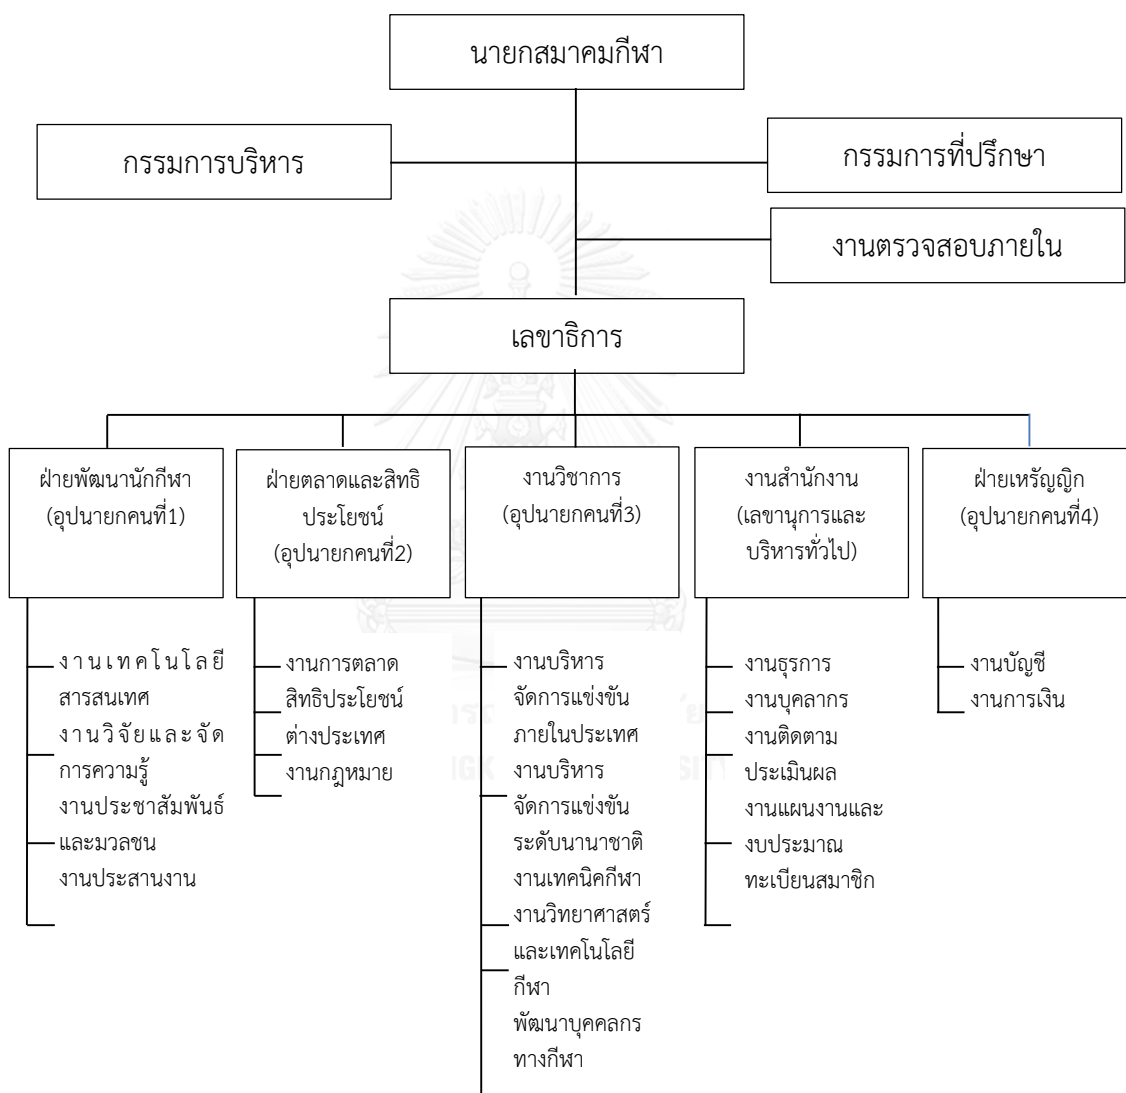 นายกสมาคมกีฬา
กรรมการบริหาร
กรรมการที่ปรึกษา
งานตรวจสอบภายใน
เลขาธิการ
ฝ่ายพัฒนานักกีฬา
(อุปนายกคนที่1)
ฝ่ายตลาดและสิทธิ
ประโยชน์
(อุปนายกคนที่2)
งานวิชาการ
(อุปนายกคนที่3)
งานสำนักงาน
(เลขานุการและ
บริหารทั่วไป)
ฝ่ายเหรัญญิก
(อุปนายกคนที่4)
งานเทคโนโลยี
สารสนเทศ
งานวิจัยและจัด
การความรู้
งานประชาสัมพันธ์
และมวลชน
งานประสานงาน
งานการตลาด
สิทธิประโยชน์
ต่างประเทศ
งานกฎหมาย
งานบริหาร
จัดการแข่งขัน
ภายในประเทศ
งานบริหาร
จัดการแข่งขัน
ระดับนานาชาติ
งานเทคนิคกีฬา
งานวิทยาศาสตร์
และเทคโนโลยี
กีฬา
พัฒนาบุคคลกร
ทางกีฬา
งานธุรการ
งานบุคลากร
งานติดตาม
ประเมินผล
งานแผนงานและ
งบประมาณ
ทะเบียนสมาชิก
งานบัญชี
งานการเงิน